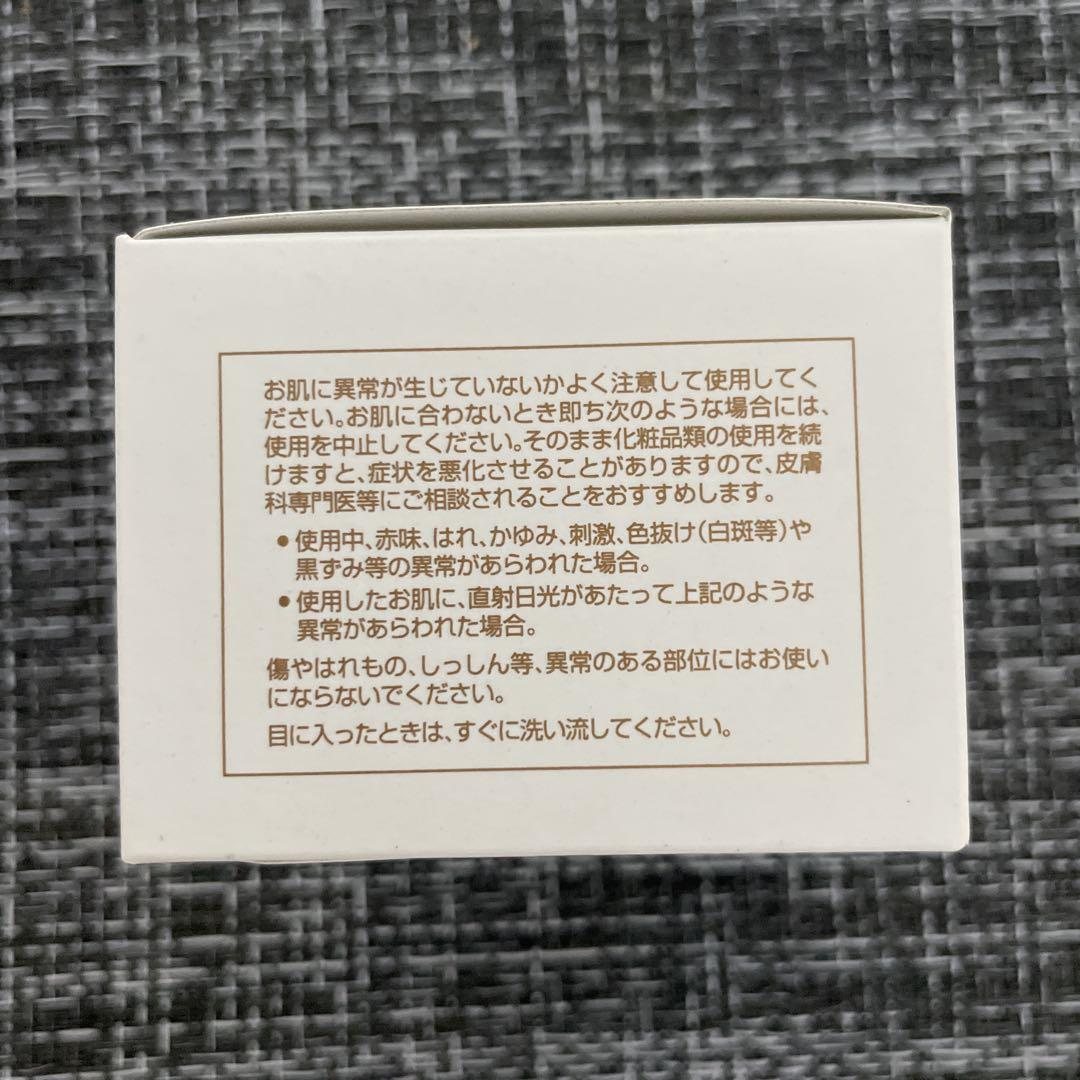 お肌に異常が生じていないかよく注意して使用してく
ださい。お肌に合わないとき即ち次のような場合には、
使用を中止してください。そのまま化粧品類の使用を続
けますと、症状を悪化させることがありますので、皮膚
科専門医等にご相談されることをおすすめします。
●使用中、赤味、はれ、かゆみ、刺激、色抜け(白斑等)や
黒ずみ等の異常があらわれた場合。
●使用したお肌に、直射日光があたって上記のような
異常があらわれた場合。
傷やはれもの、しっしん等、異常のある部位にはお使い
にならないでください。
目に入ったときは、すぐに洗い流してください。